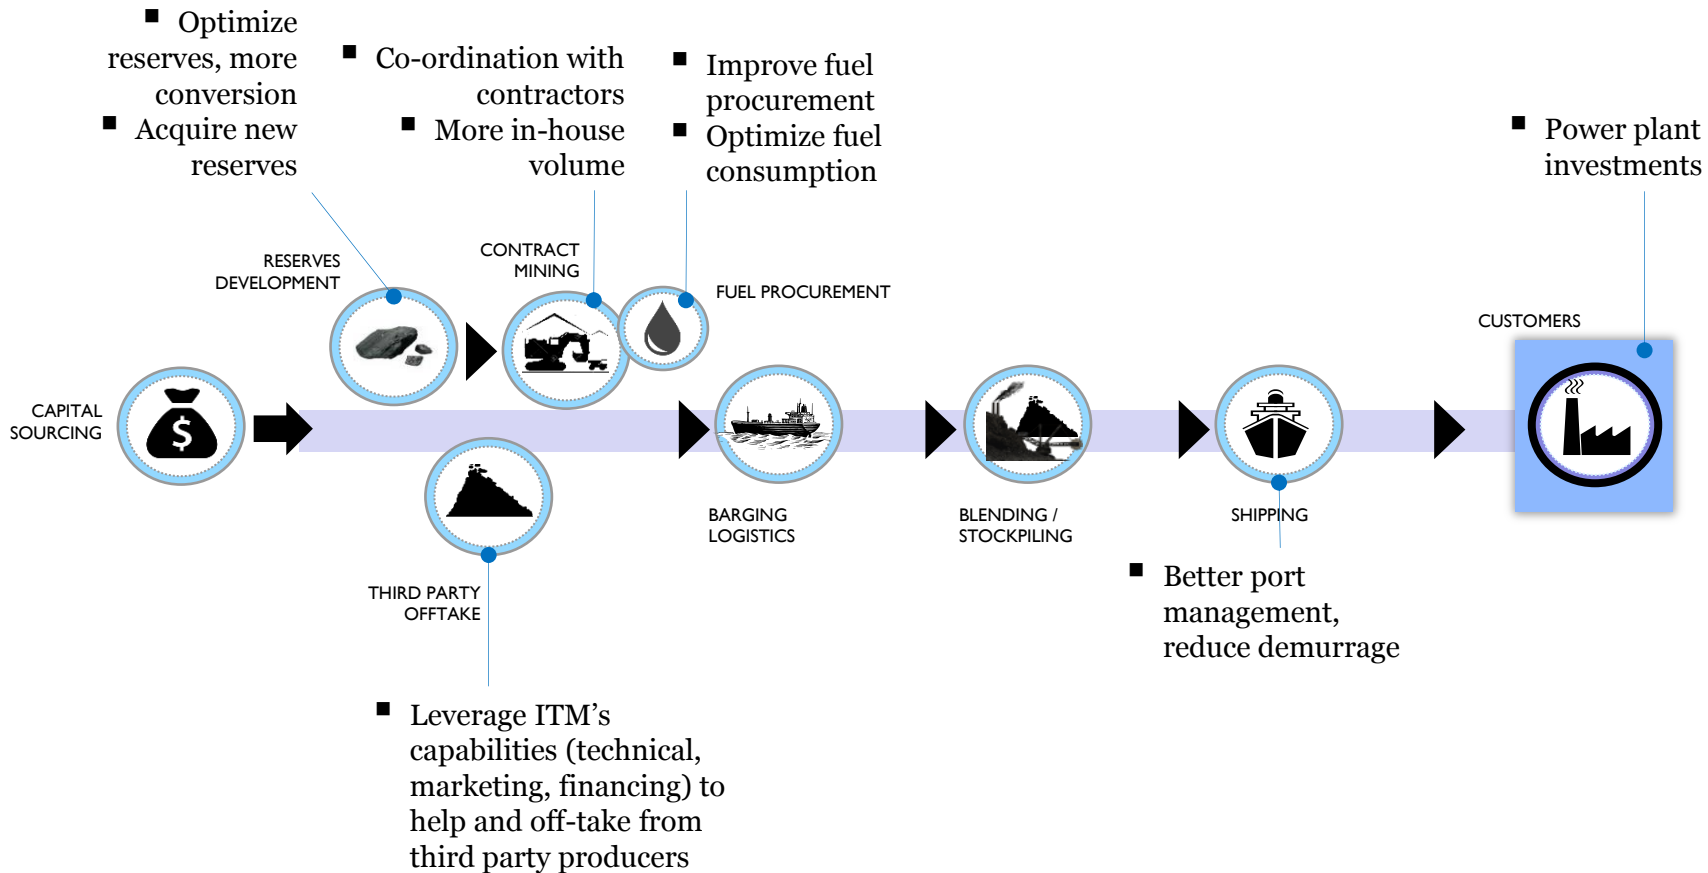 ■ Optimize
reserves, more
conversion
■ Acquire new
reserves
■ Co-ordination with
contractors
■ More in-house
volume
■ Improve fuel
procurement
■ Optimize fuel
consumption
■ Power plant
investments
RESERVES
DEVELOPMENT
CONTRACT
MINING
FUEL PROCUREMENT
CUSTOMERS
CAPITAL
SOURCING
$
BARGING
LOGISTICS
BLENDING /
STOCKPILING
SHIPPING
THIRD PARTY
OFFTAKE
■ Better port
management,
reduce demurrage
■ Leverage ITM’s
capabilities (technical,
marketing, financing) to
help and off-take from
third party producers